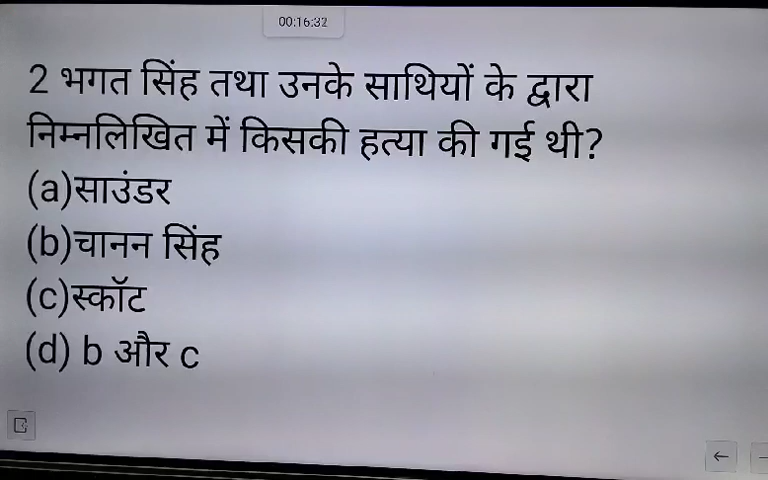 00:16:32
2 भगत सिंह तथा उनके साथियों के द्वारा
निम्नलिखित में किसकी हत्या की गई थी?
(a)साउंडर
(b)चानन सिंह
(c)स्कॉट
(d) b और c